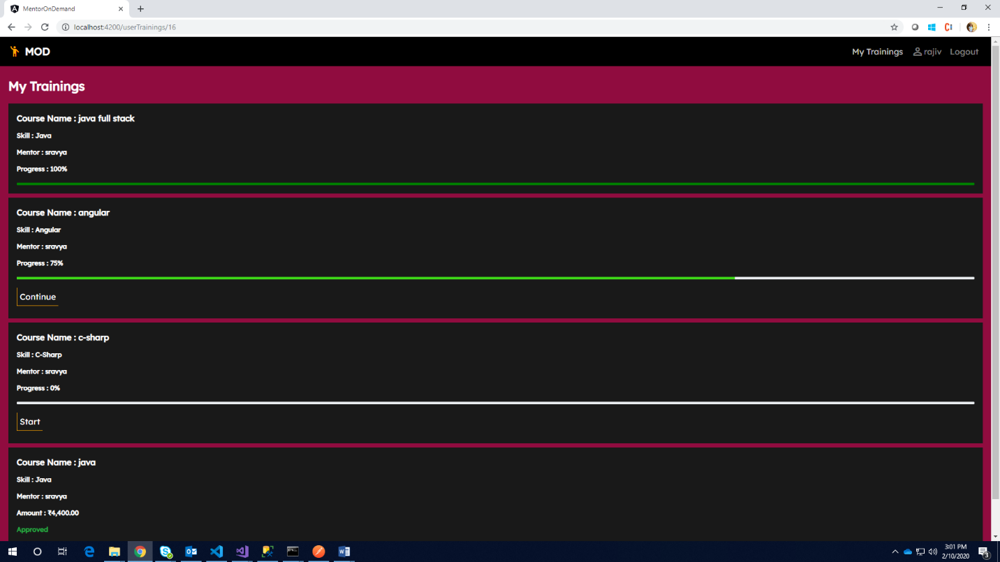 MentorOnDemand
localhost:4200/userTrainings/16
MOD
My Trainings rajiv Logout
My Trainings
Course Name : java full stack
Skill : Java
Mentor : sravya
Progress : 100%
Course Name : angular
Skill : Angular
Mentor : sravya
Progress : 75%
Continue
Course Name : c-sharp
Skill : C-Sharp
Mentor : sravya
Progress : 0%
Start
Course Name : java
Skill : Java
Mentor : sravya
Amount : ₹4,400.00
Approved
3:01 PM
2/10/2020
3